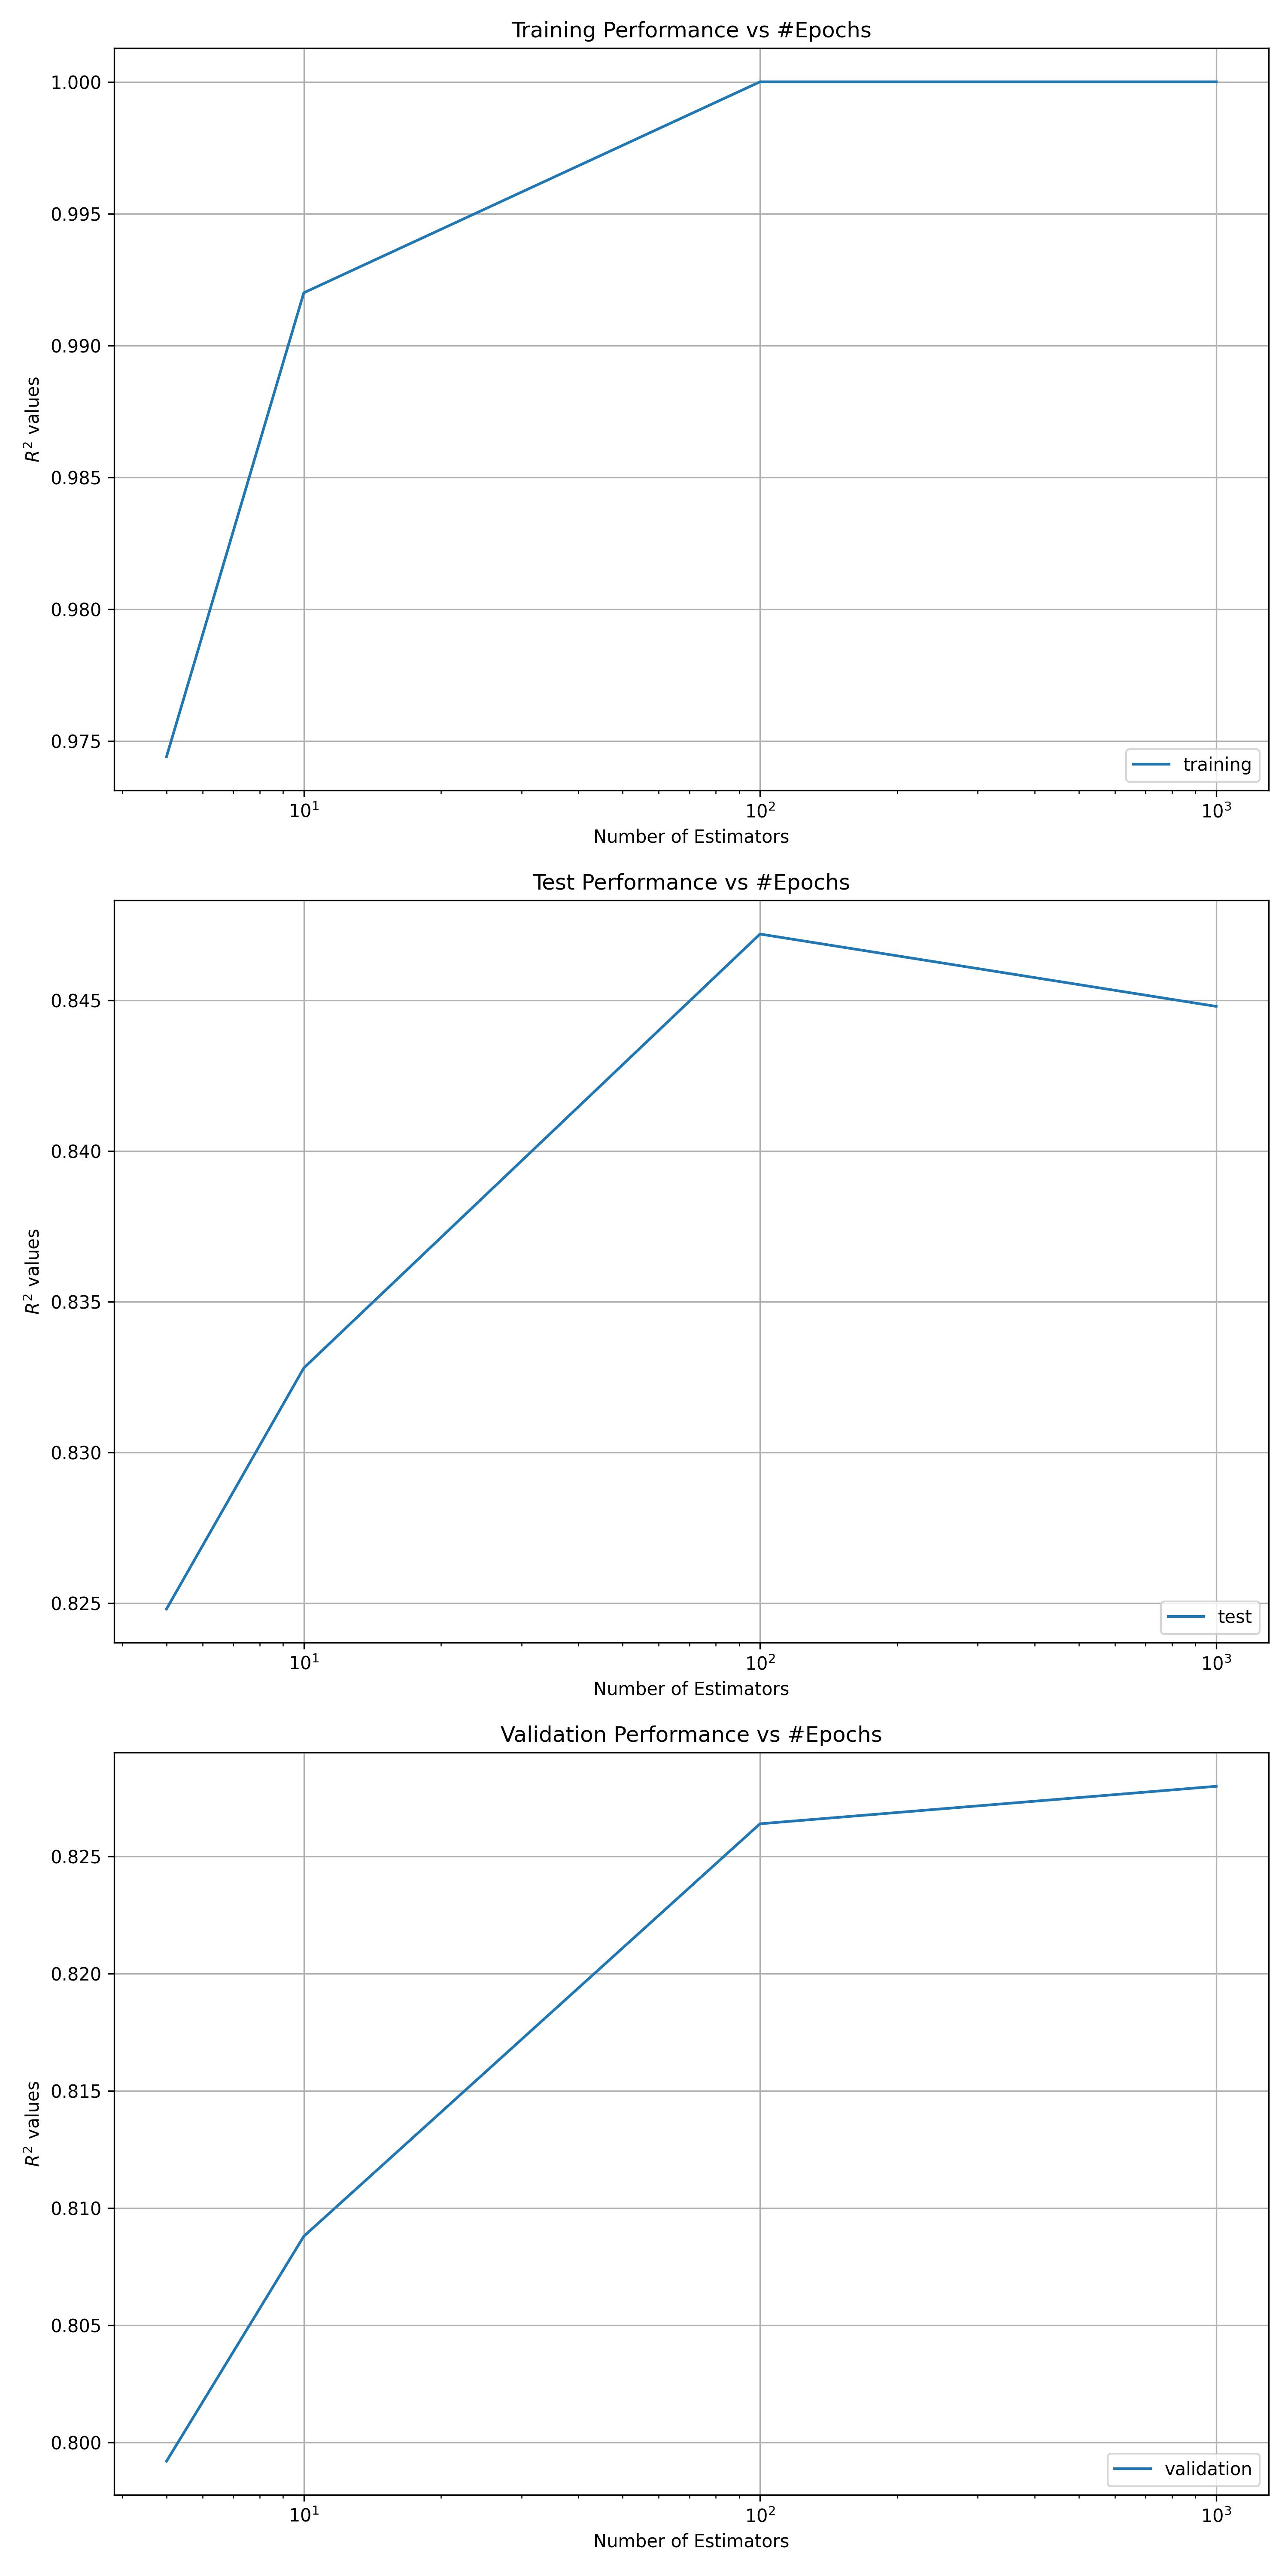 Training Performance vs #Epochs
1.000
0.995
0.990
0.985
0.980
0.975
R² values
training
10¹ 10² 10³
Number of Estimators
Test Performance vs #Epochs
0.845
0.840
0.835
0.830
0.825
R² values
test
10¹ 10² 10³
Number of Estimators
Validation Performance vs #Epochs
0.825
0.820
0.815
0.810
0.805
0.800
R² values
validation
10¹ 10² 10³
Number of Estimators